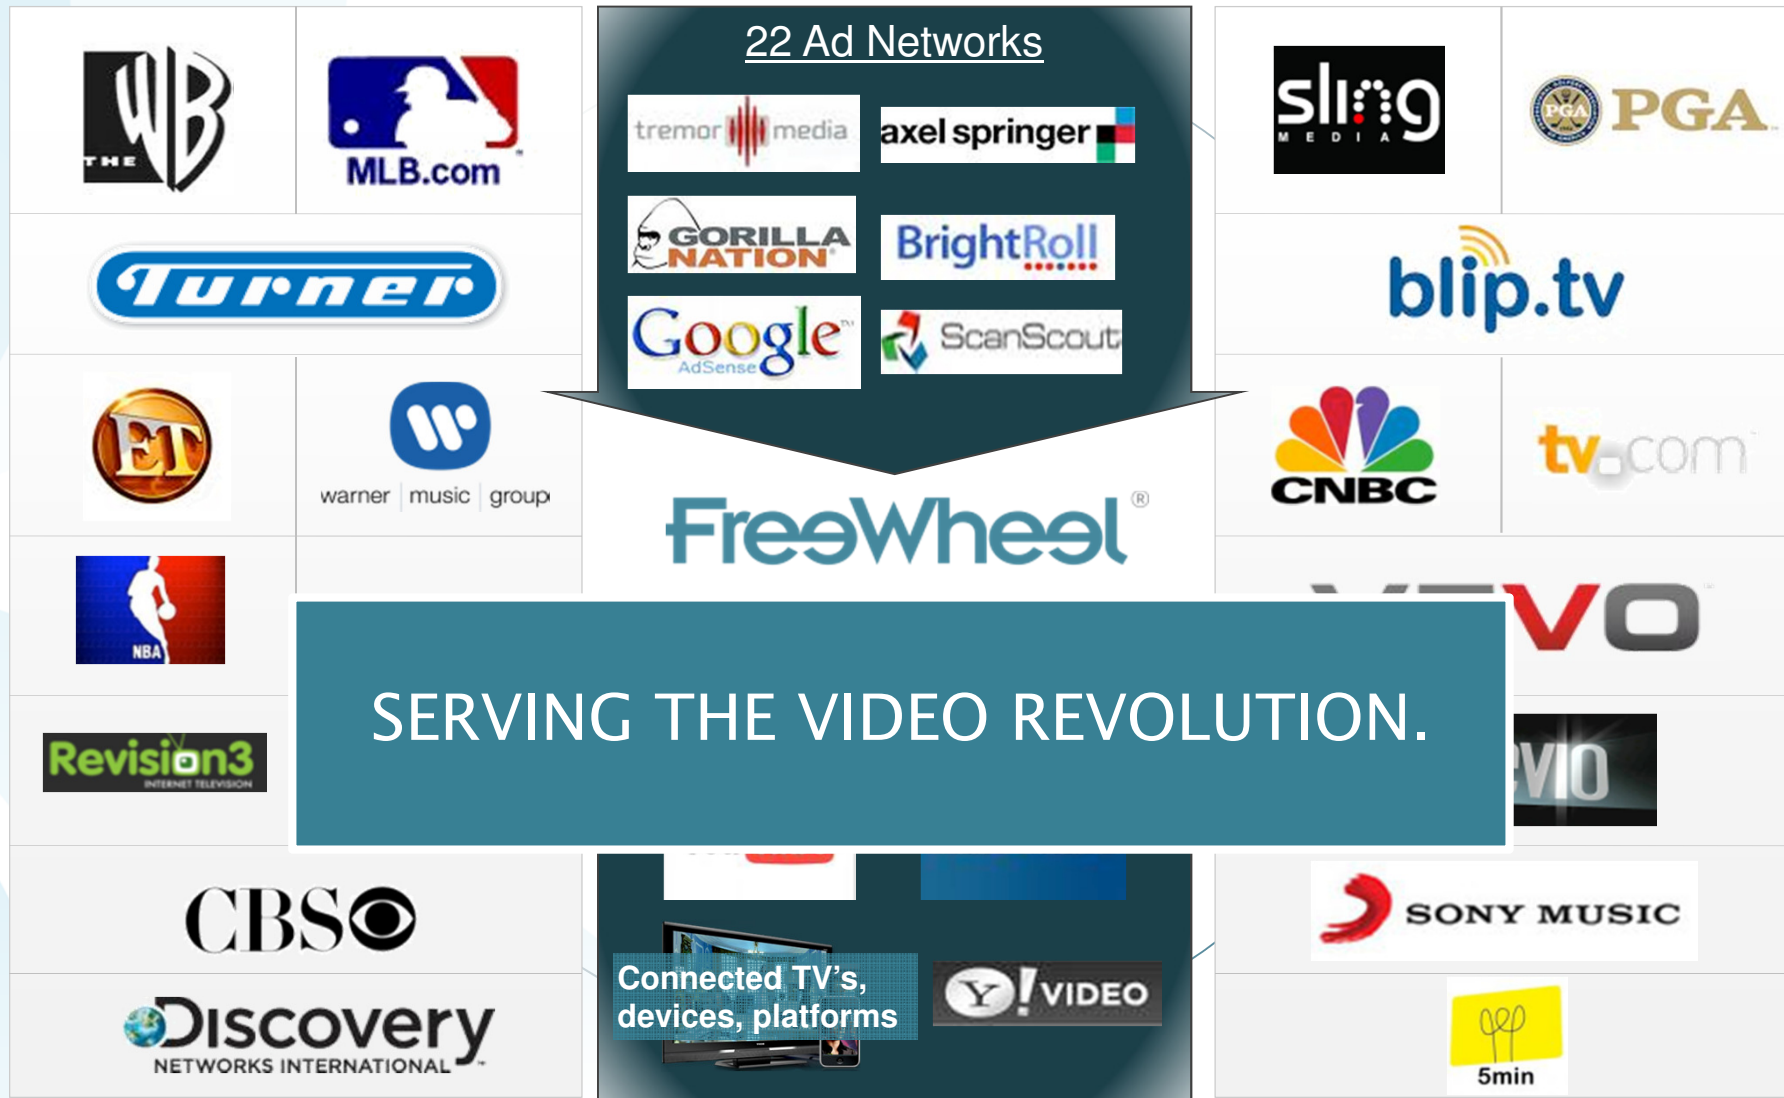 THE WB
MLB.com
Turner
ET
warner music group
NBA
Revision3
INTERNET TELEVISION
CBS
Discovery
NETWORKS INTERNATIONAL
22 Ad Networks
tremor media
axel springer
GORILLA
NATION
BrightRoll
Google
AdSense
ScanScout
FreeWheel
SERVING THE VIDEO REVOLUTION.
Connected TV's,
devices, platforms
Y! VIDEO
sling
MEDIA
PGA PGA
blip.tv
CNBC
tv.com
VEVO
SONY MUSIC
5min